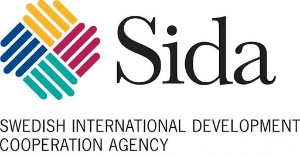 Sida
SWEDISH INTERNATIONAL DEVELOPMENT
COOPERATION AGENCY